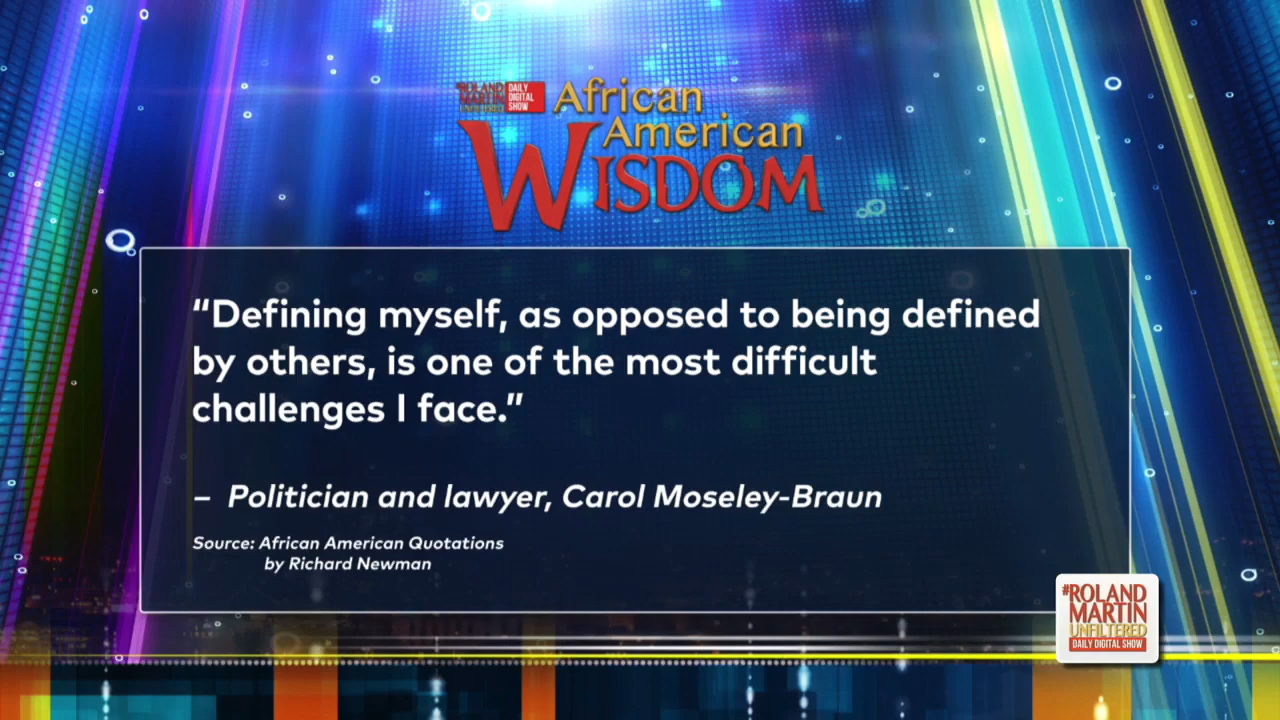 #ROLAND
MARTIN
UNFILTERED
DAILY
DIGITAL
SHOW
African
American
WISDOM
“Defining myself, as opposed to being defined
by others, is one of the most difficult
challenges I face.”
– Politician and lawyer, Carol Moseley-Braun
Source: African American Quotations
by Richard Newman
#ROLAND
MARTIN
UNFILTERED
DAILY DIGITAL SHOW